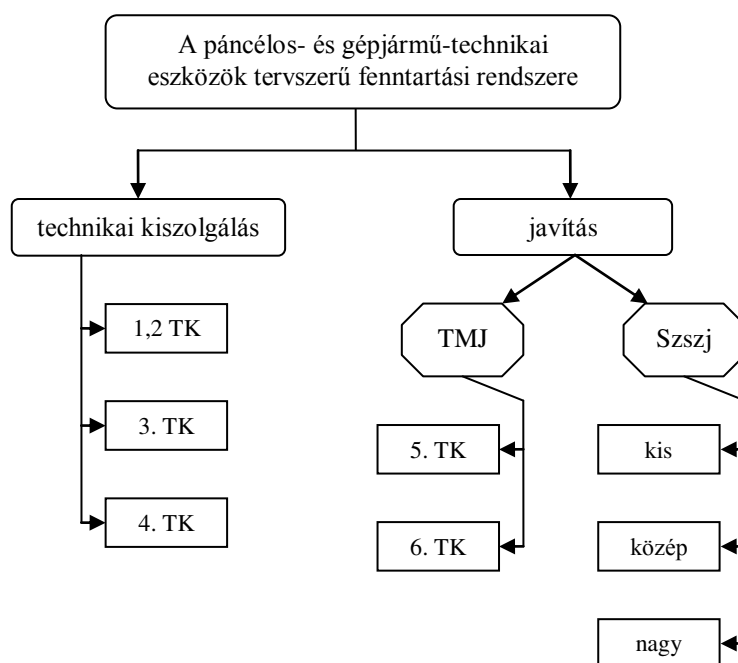 A páncélos- és gépjármű-technikai
eszközök tervszerű fenntartási rendszere
technikai kiszolgálás
javítás
1,2 TK
3. TK
4. TK
TMJ
Szszj
5. TK
6. TK
kis
közép
nagy